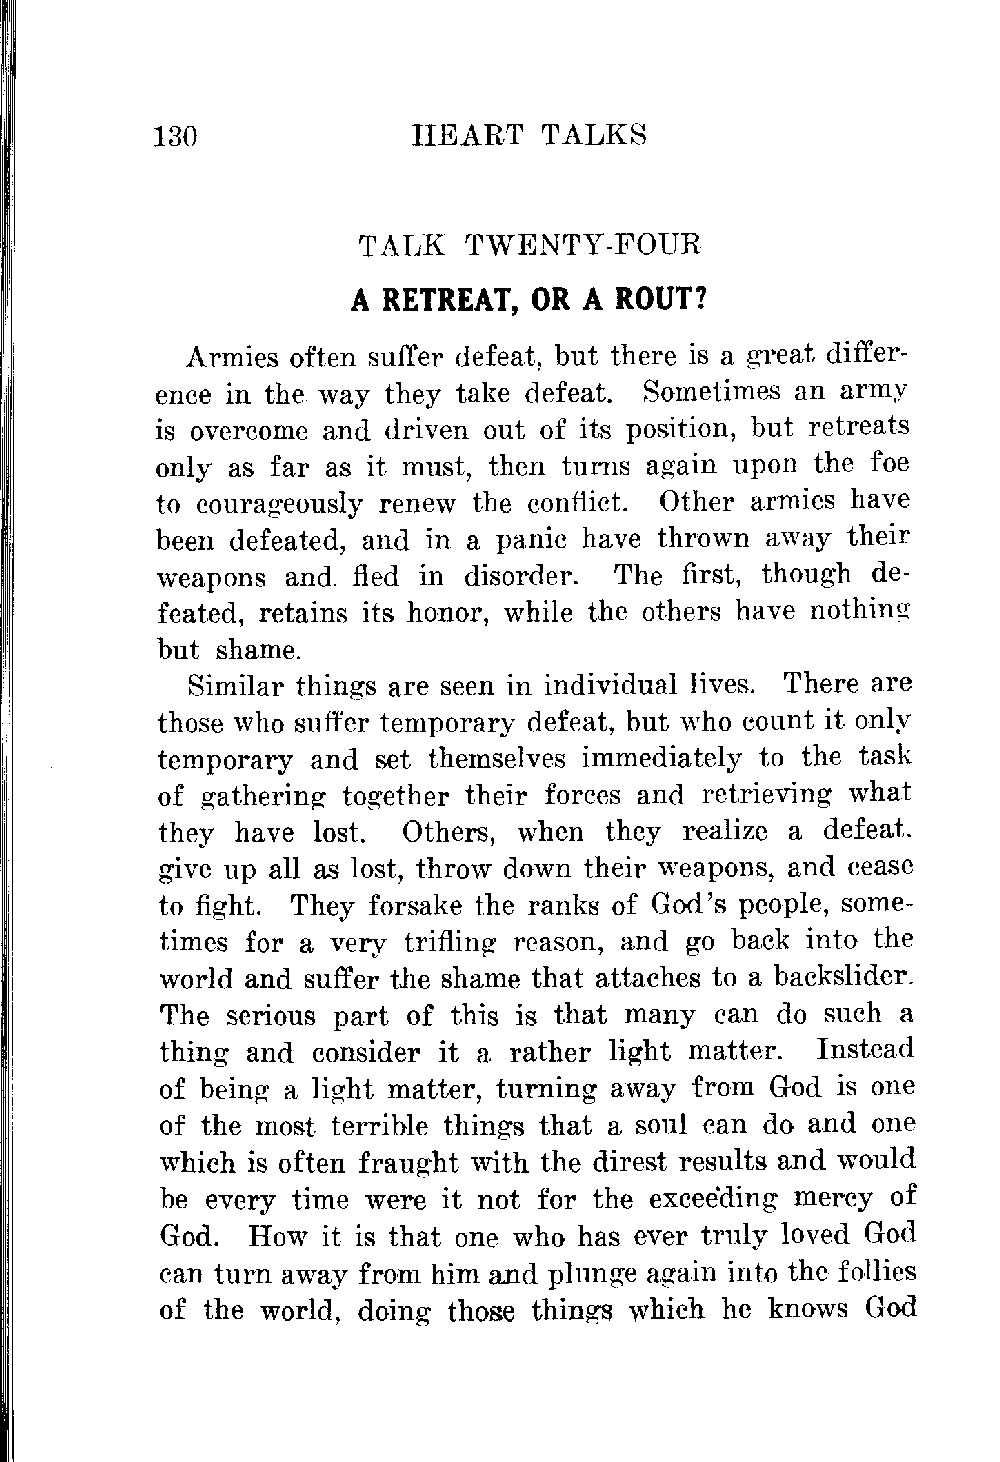 130 HEART TALKS
TALK TWENTY-FOUR
A RETREAT, OR A ROUT?
Armies often suffer defeat, but there is a great differ-
ence in the way they take defeat. Sometimes an army
is overcome and driven out of its position, but retreats
only as far as it must, then turns again upon the foe
to courageously renew the conflict. Other armies have
been defeated, and in a panic have thrown away their
weapons and fled in disorder. The first, though de-
feated, retains its honor, while the others have nothing
but shame.
Similar things are seen in individual lives. There are
those who suffer temporary defeat, but who count it only
temporary and set themselves immediately to the task
of gathering together their forces and retrieving what
they have lost. Others, when they realize a defeat.
give up all as lost, throw down their weapons, and cease
to fight. They forsake the ranks of God's people, some-
times for a very trifling reason, and go back into the
world and suffer the shame that attaches to a backslider.
The serious part of this is that many can do such a
thing and consider it a rather light matter. Instead
of being a light matter, turning away from God is one
of the most terrible things that a soul can do and one
which is often fraught with the direst results and would
be every time were it not for the exceeding mercy of
God. How it is that one who has ever truly loved God
can turn away from him and plunge again into the follies
of the world, doing those things which he knows God